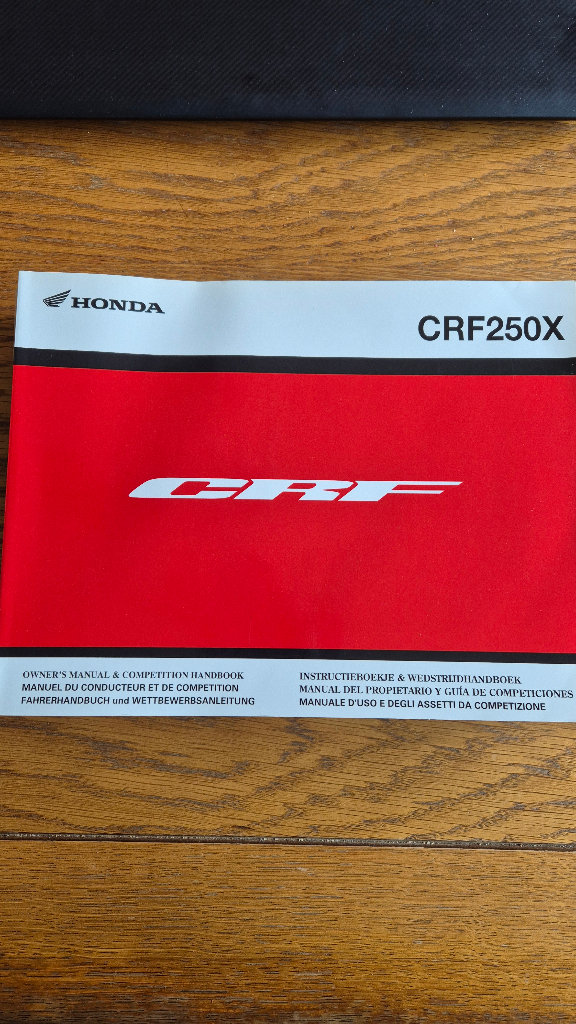 HONDA
CRF250X
CRF
OWNER'S MANUAL & COMPETITION HANDBOOK
MANUEL DU CONDUCTEUR ET DE COMPETITION
FAHRERHANDBUCH und WETTBEWERBSANLEITUNG
INSTRUCTIEBOEKJE & WEDSTRIJDHANDBOEK
MANUAL DEL PROPIETARIO Y GUÍA DE COMPETICIONES
MANUALE D'USO E DEGLI ASSETTI DA COMPETIZIONE